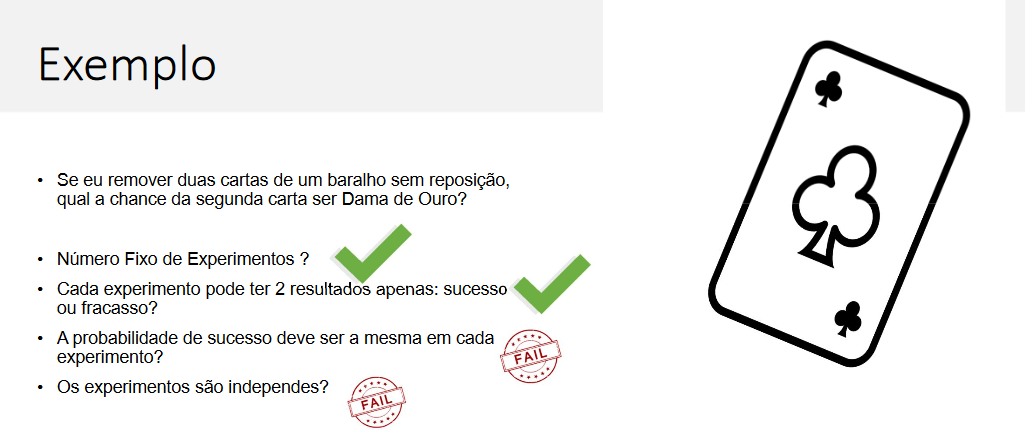 Exemplo
• Se eu remover duas cartas de um baralho sem reposição,
qual a chance da segunda carta ser Dama de Ouro?
• Número Fixo de Experimentos ?
• Cada experimento pode ter 2 resultados apenas: sucesso
ou fracasso?
• A probabilidade de sucesso deve ser a mesma em cada
experimento?
FAIL
• Os experimentos são independes?
FAIL